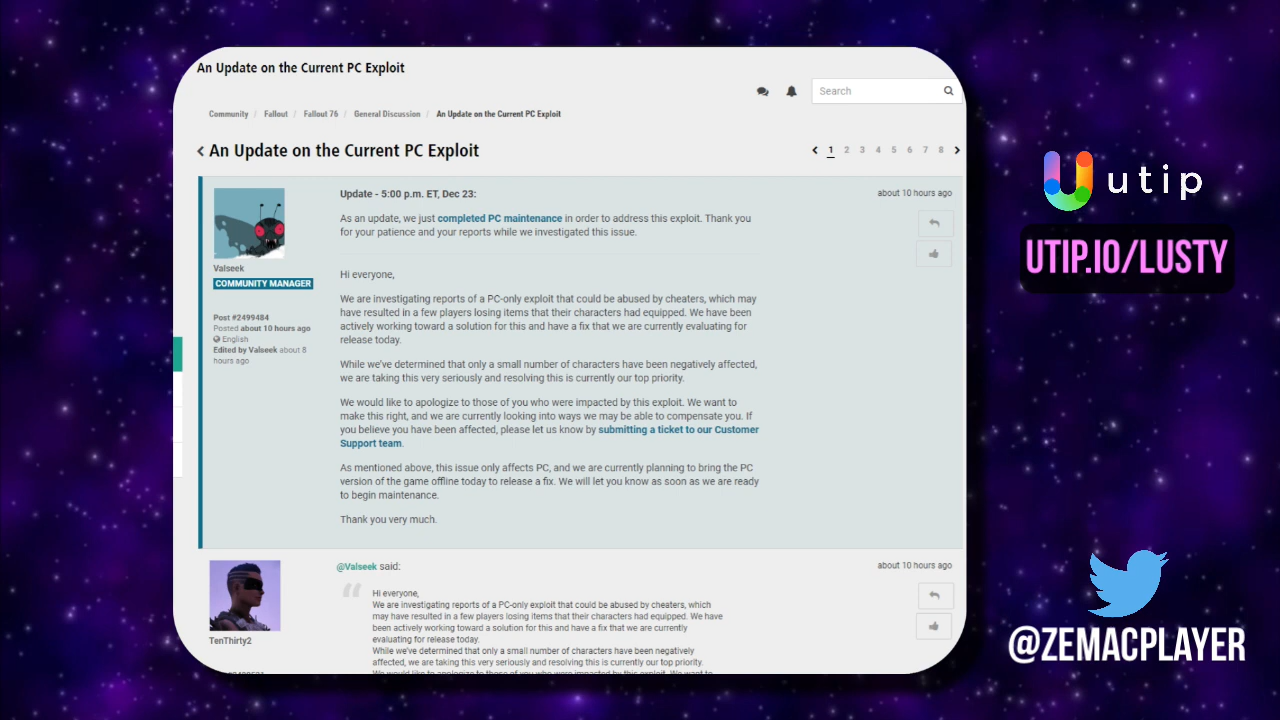 An Update on the Current PC Exploit
Search
Community / Fallout / Fallout 76 / General Discussion / An Update on the Current PC Exploit
An Update on the Current PC Exploit
1 2 3 4 5 6 7 8
Valseek
COMMUNITY MANAGER
Post #2499484
Posted about 10 hours ago
English
Edited by Valseek about 8
hours ago
Update - 5:00 p.m. ET, Dec 23:
about 10 hours ago
As an update, we just completed PC maintenance in order to address this exploit. Thank you
for your patience and your reports while we investigated this issue.
Hi everyone,
We are investigating reports of a PC-only exploit that could be abused by cheaters, which may
have resulted in a few players losing items that their characters had equipped. We have been
actively working toward a solution for this and have a fix that we are currently evaluating for
release today.
While we've determined that only a small number of characters have been negatively affected,
we are taking this very seriously and resolving this is currently our top priority.
We would like to apologize to those of you who were impacted by this exploit. We want to
make this right, and we are currently looking into ways we may be able to compensate you. If
you believe you have been affected, please let us know by submitting a ticket to our Customer
Support team.
As mentioned above, this issue only affects PC, and we are currently planning to bring the PC
version of the game offline today to release a fix. We will let you know as soon as we are ready
to begin maintenance.
Thank you very much.
TenThirty2
@Valseek said:
about 10 hours ago
Hi everyone,
We are investigating reports of a PC-only exploit that could be abused by cheaters, which
may have resulted in a few players losing items that their characters had equipped. We have
been actively working toward a solution for this and have a fix that we are currently
evaluating for release today.
While we've determined that only a small number of characters have been negatively
affected, we are taking this very seriously and resolving this is currently our top priority.
We would like to apologize to those of you who were impacted by this exploit. We want to
utip
UTIP.IO/LUSTY
@ZEMACPLAYER